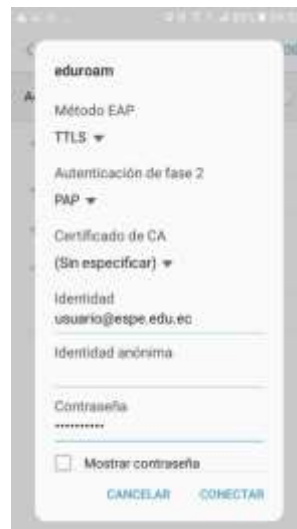 eduroam
Método EAP
TTLS
Autenticación de fase 2
PAP
Certificado de CA
(Sin especificar)
Identidad
usuario@espe.edu.ec
Identidad anónima
Contraseña
••••••••••
Mostrar contraseña
CANCELAR CONECTAR